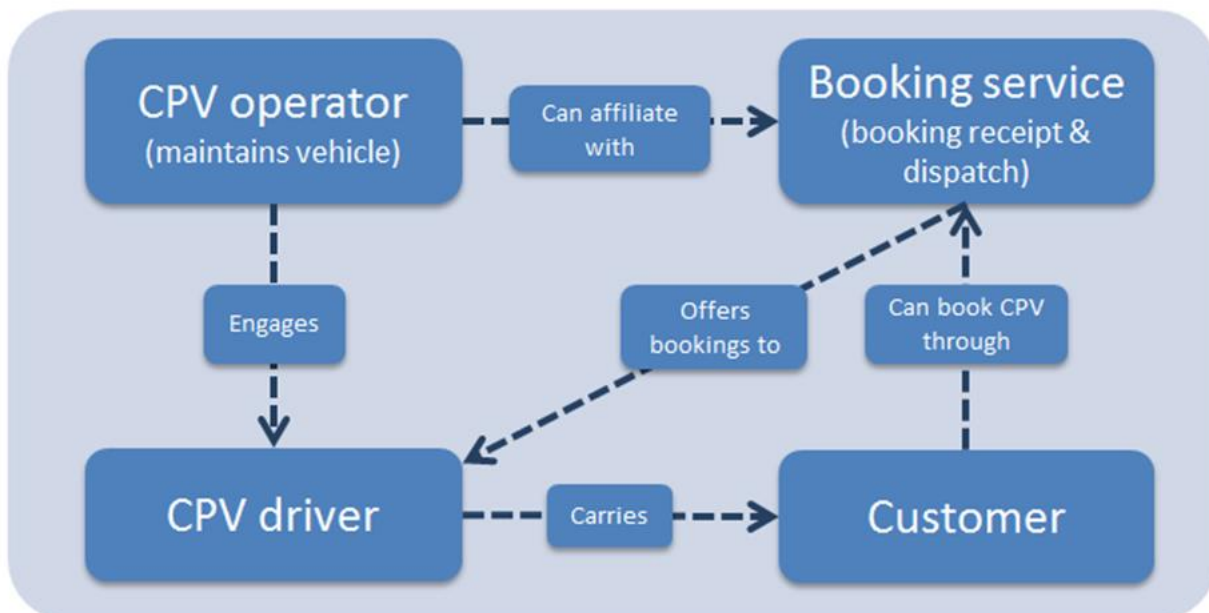 CPV operator
(maintains vehicle)
Can affiliate
with
Booking service
(booking receipt &
dispatch)
Engages
Offers
bookings to
Can book CPV
through
CPV driver
Carries
Customer